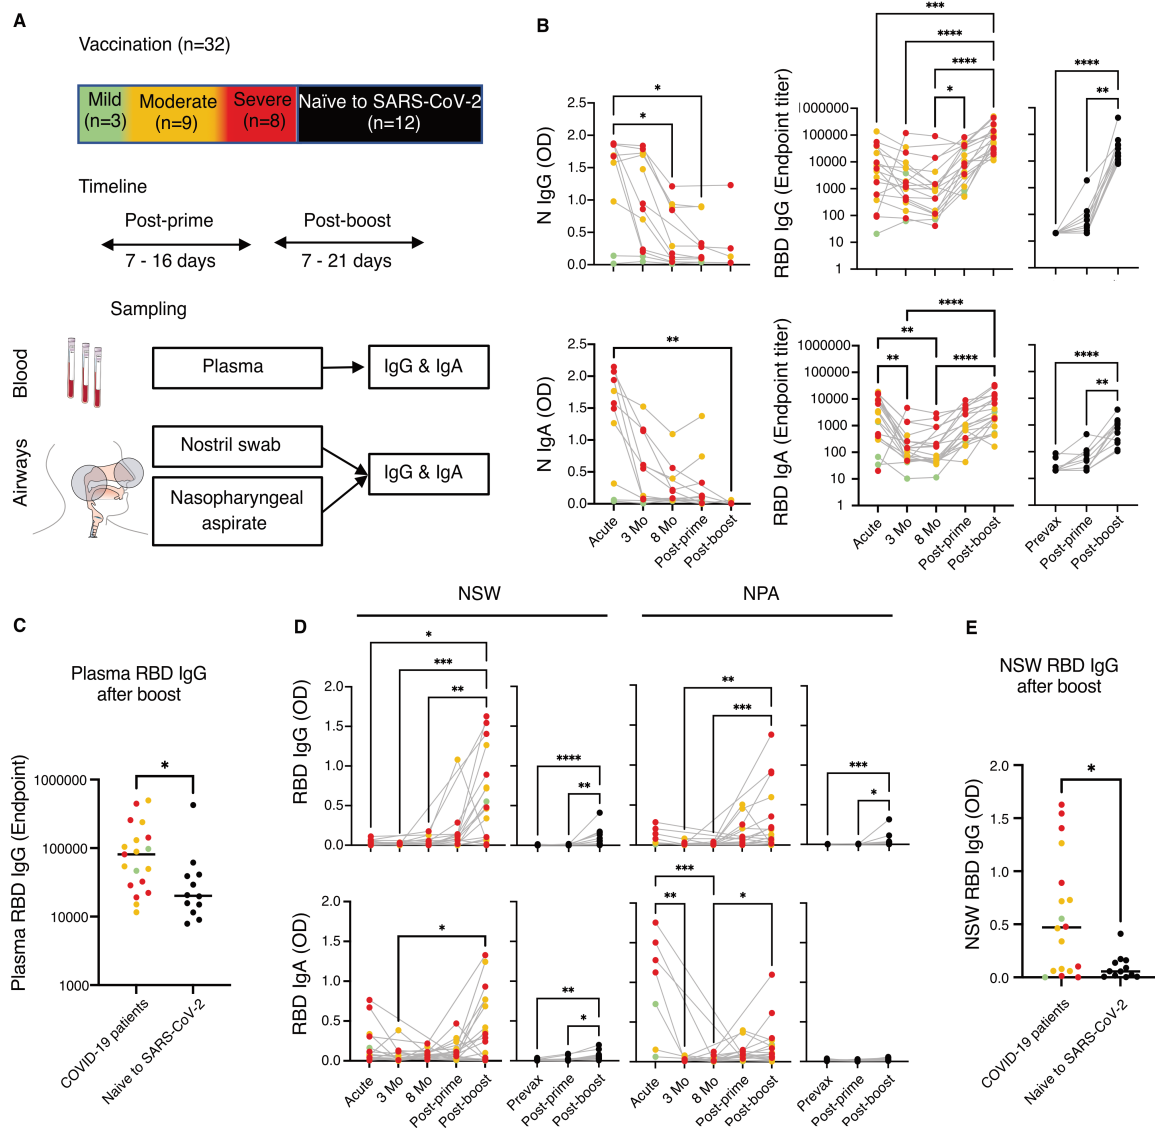 A
Vaccination (n=32)
Mild
(n=3)
Moderate
(n=9)
Severe
(n=8)
Naïve to SARS-CoV-2
(n=12)
Timeline
Post-prime
Post-boost
7 - 16 days
7 - 21 days
Sampling
Blood
Plasma
IgG & IgA
Airways
Nostril swab
Nasopharyngeal
aspirate
IgG & IgA
B
N IgG (OD)
2.5
2.0
1.5
1.0
0.5
0.0
*
*
RBD IgG (Endpoint titer)
1000000
100000
10000
1000
100
10
1
***
****
****
*
****
**
N IgA (OD)
2.5
2.0
1.5
1.0
0.5
0.0
**
Acute
3 Mo
8 Mo
Post-prime
Post-boost
RBD IgA (Endpoint titer)
1000000
100000
10000
1000
100
10
1
****
**
**
****
Acute
3 Mo
8 Mo
Post-prime
Post-boost
****
**
Prevax
Post-prime
Post-boost
C
Plasma RBD IgG
after boost
Plasma RBD IgG (Endpoint)
1000000
100000
10000
1000
*
COVID-19 patients
Naive to SARS-CoV-2
D
NSW
NPA
RBD IgG (OD)
2.0
1.5
1.0
0.5
0.0
*
***
**
****
**
**
***
***
*
RBD IgA (OD)
2.0
1.5
1.0
0.5
0.0
*
**
*
***
**
*
Acute
3 Mo
8 Mo
Post-prime
Post-boost
Prevax
Post-prime
Post-boost
Acute
3 Mo
8 Mo
Post-prime
Post-boost
Prevax
Post-prime
Post-boost
E
NSW RBD IgG
after boost
NSW RBD IgG (OD)
2.0
1.5
1.0
0.5
0.0
*
COVID-19 patients
Naive to SARS-CoV-2